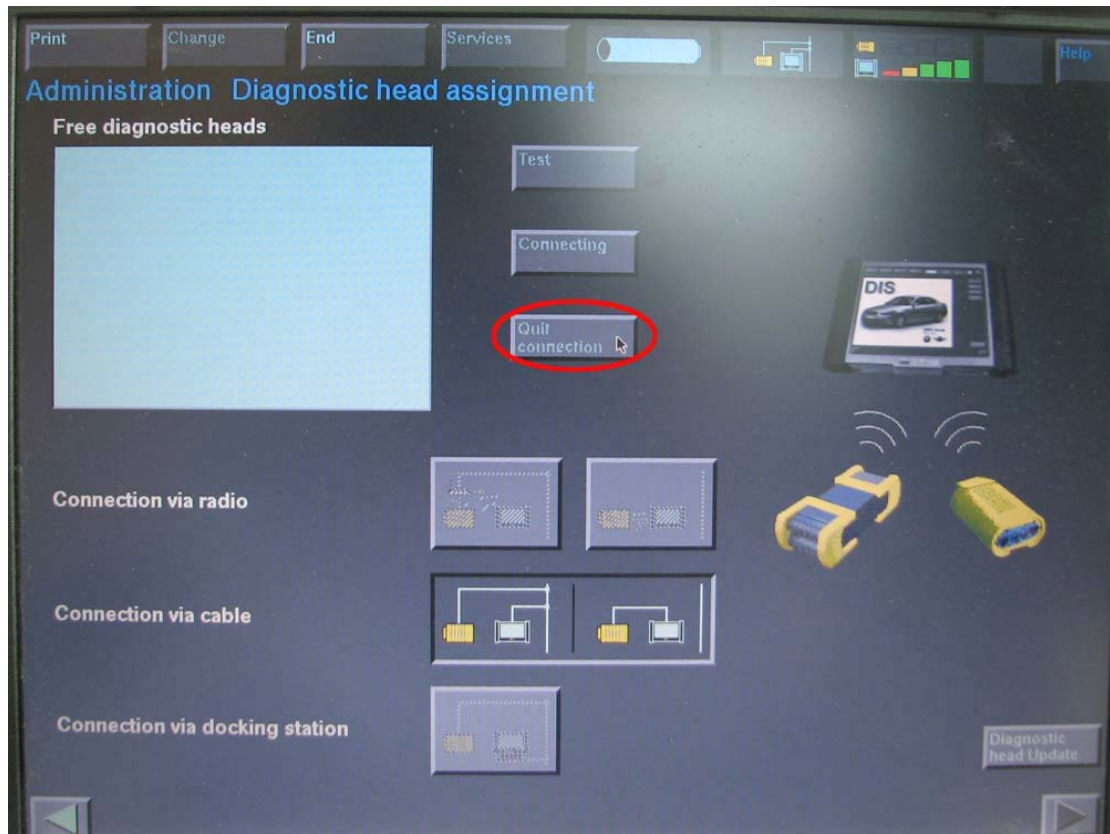 Print
Change
End
Services
Help
Administration Diagnostic head assignment
Free diagnostic heads
Test
Connecting
Quit
connection
DIS
Connection via radio
Connection via cable
Connection via docking station
Diagnostic
head Update